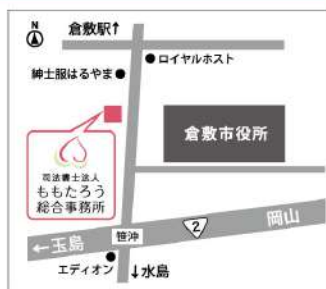 N
倉敷駅↑
ロイヤルホスト
紳士服はるやま
倉敷市役所
司法書士法人
ももたろう
総合事務所
岡山
2
笹沖
←玉島
エディオン
↓水島